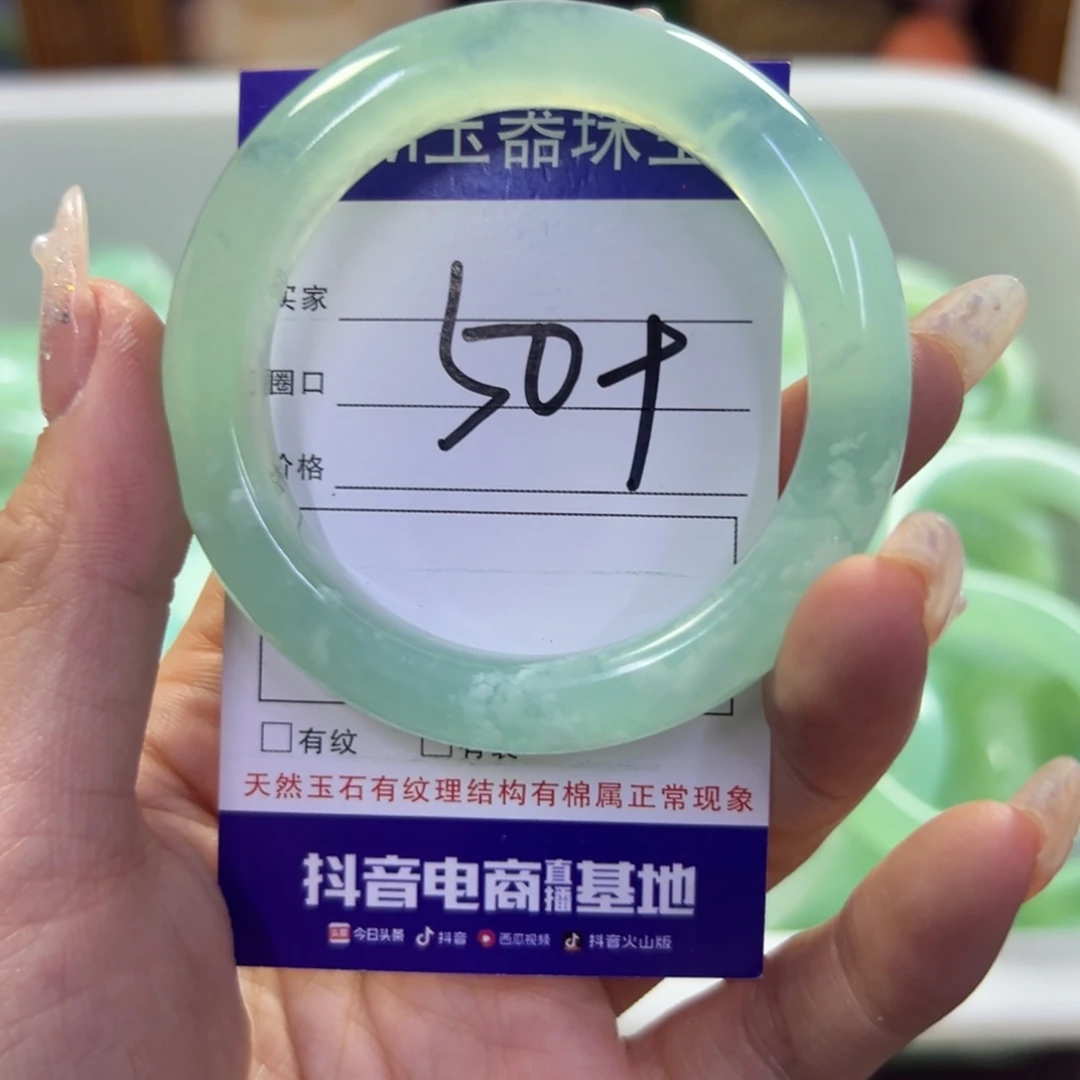 玉器珠宝
买家
圈口
价格
50+
有纹
天然玉石有纹理结构有棉属正常现象
抖音电商直播基地
今日头条 抖音 西瓜视频 抖音火山版